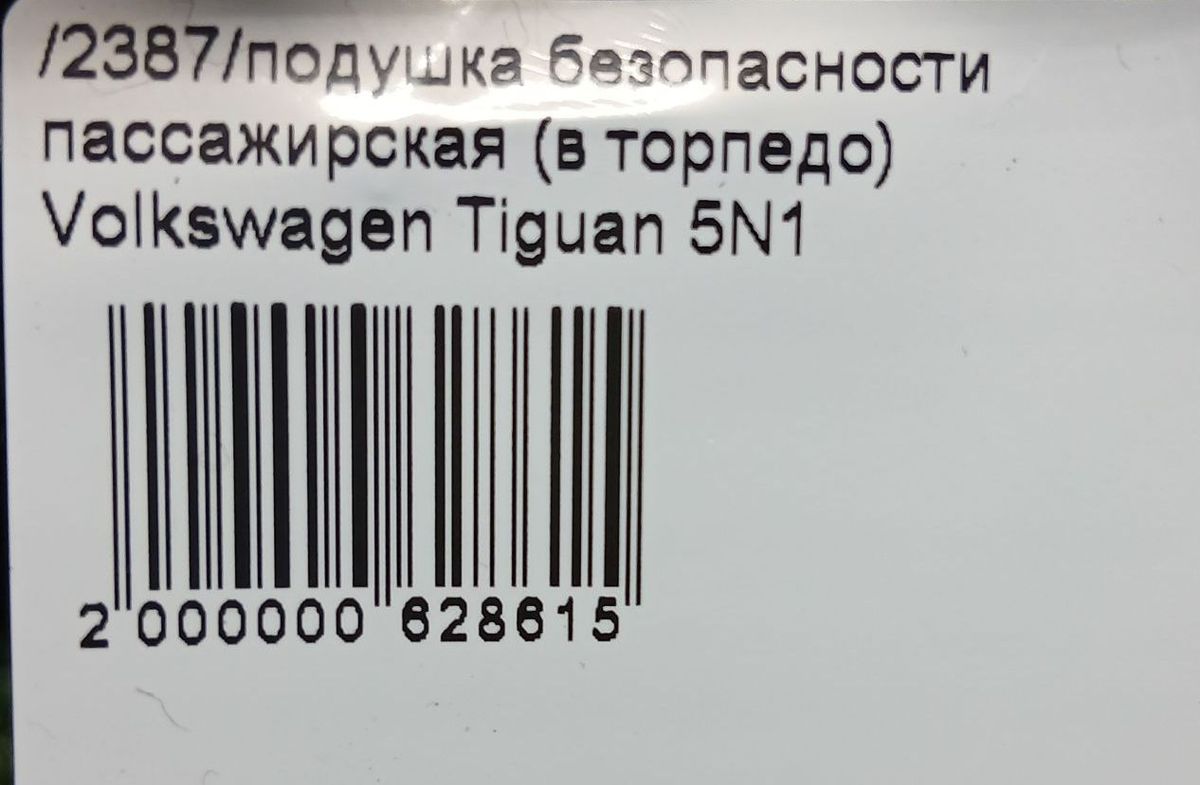 /2387/подушка безопасности
пассажирская (в торпедо)
Volkswagen Tiguan 5N1
2 000000 628615